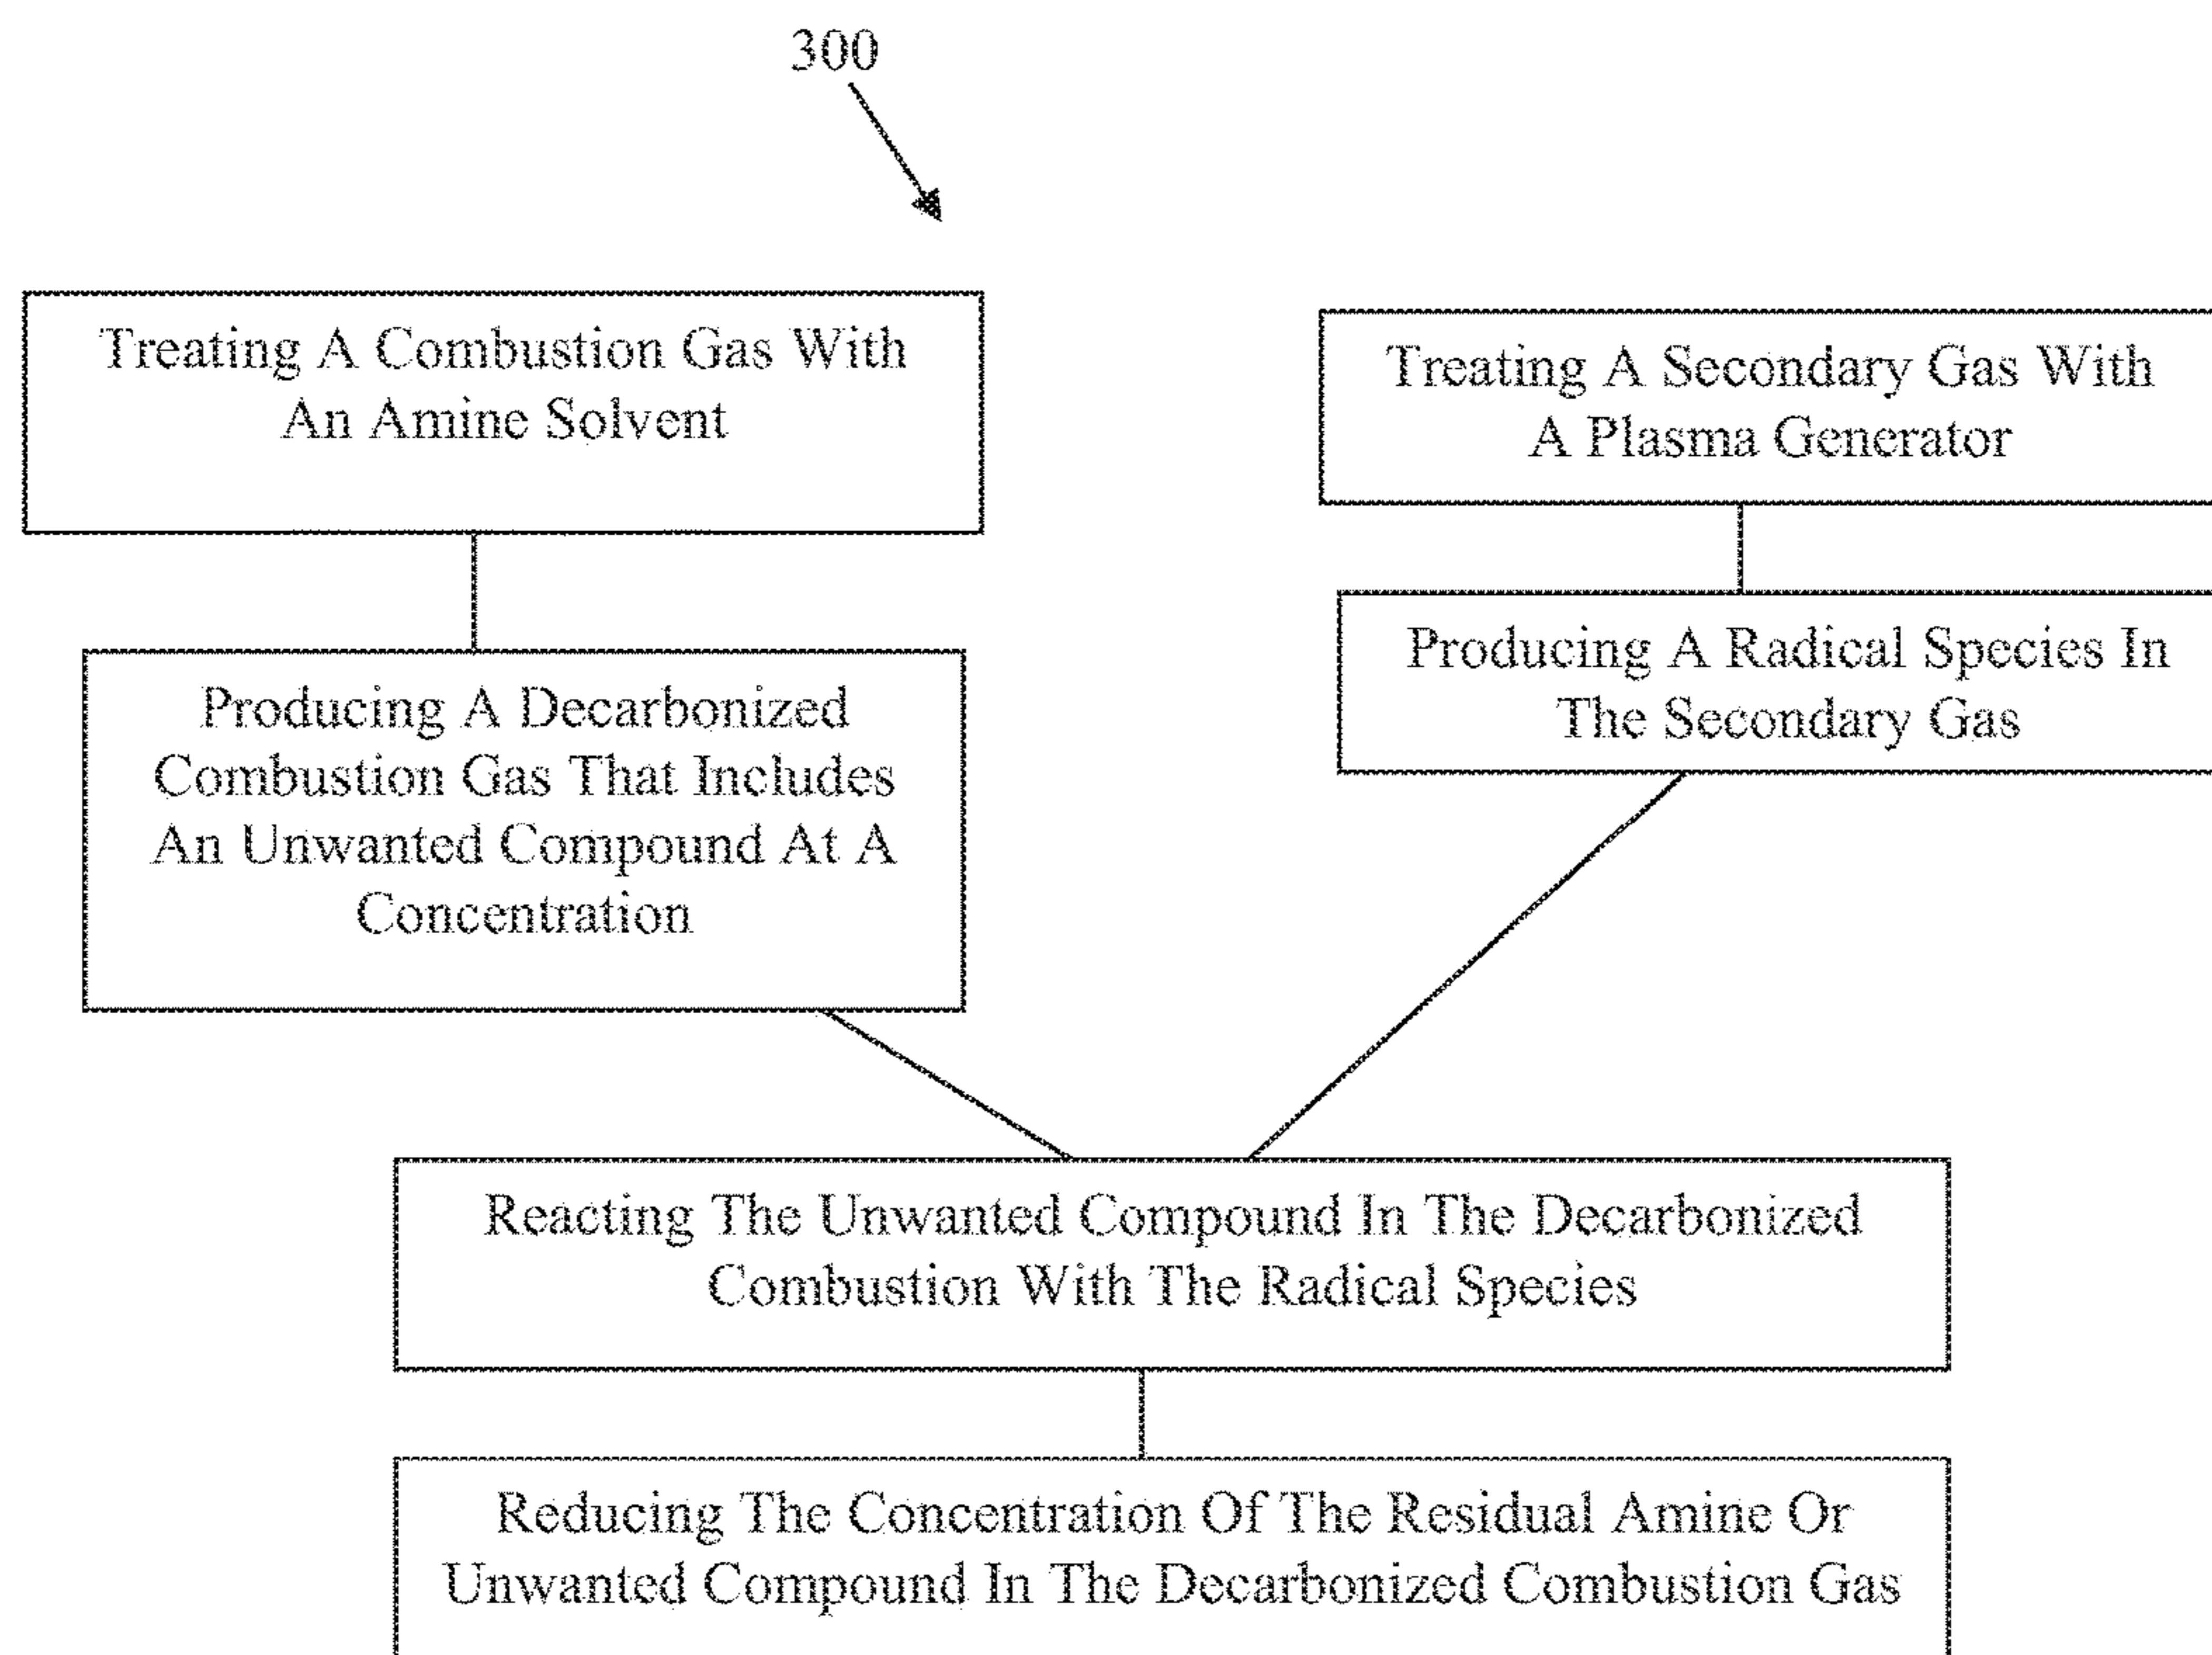 300
Treating A Combustion Gas With
An Amine Solvent
Treating A Secondary Gas With
A Plasma Generator
Producing A Decarbonized
Combustion Gas That Includes
An Unwanted Compound At A
Concentration
Producing A Radical Species In
The Secondary Gas
Reacting The Unwanted Compound In The Decarbonized
Combustion With The Radical Species
Reducing The Concentration Of The Residual Amine Or
Unwanted Compound In The Decarbonized Combustion Gas